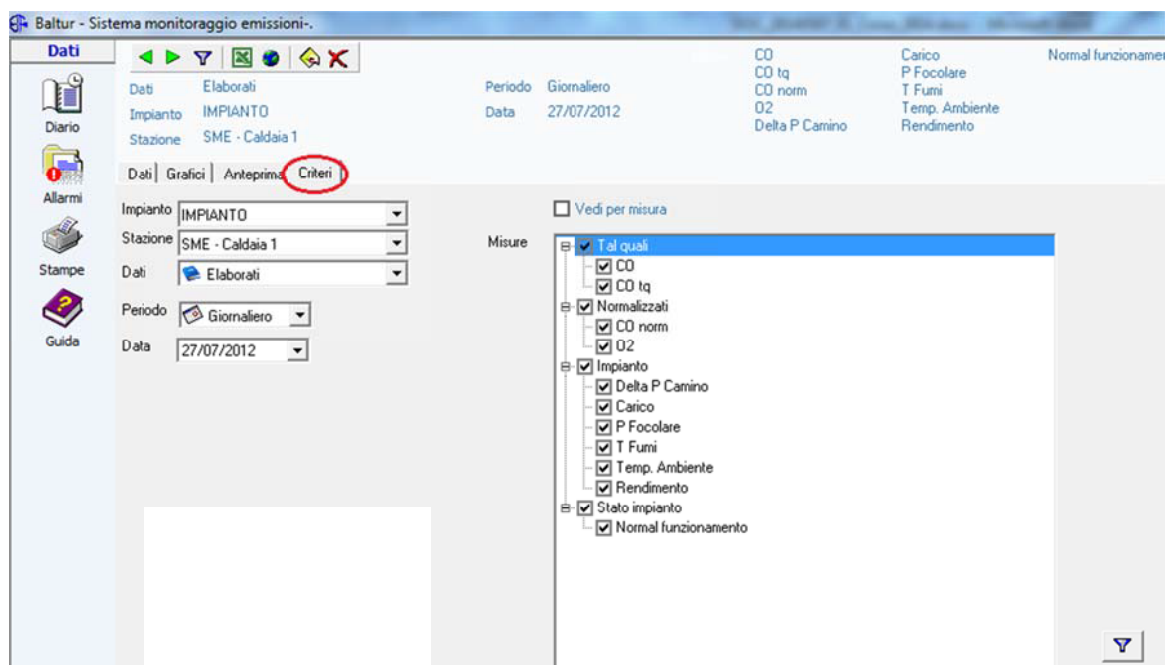 Baltur - Sistema monitoraggio emissioni-.
Dati
Diario
Allarmi
Stampe
Guida
Dati Elaborati
Impianto IMPIANTO
Stazione SME - Caldaia 1
Periodo Giornaliero
Data 27/07/2012
CO
CO tq
CO norm
O2
Delta P Camino
Carico
P Focolare
T Fumi
Temp. Ambiente
Rendimento
Normal funzionamer
Dati Grafici Anteprima Criteri
Impianto IMPIANTO
Stazione SME - Caldaia 1
Dati Elaborati
Periodo Giornaliero
Data 27/07/2012
Vedi per misura
Misure
Tal quali
CO
CO tq
Normalizzati
CO norm
O2
Impianto
Delta P Camino
Carico
P Focolare
T Fumi
Temp. Ambiente
Rendimento
Stato impianto
Normal funzionamento